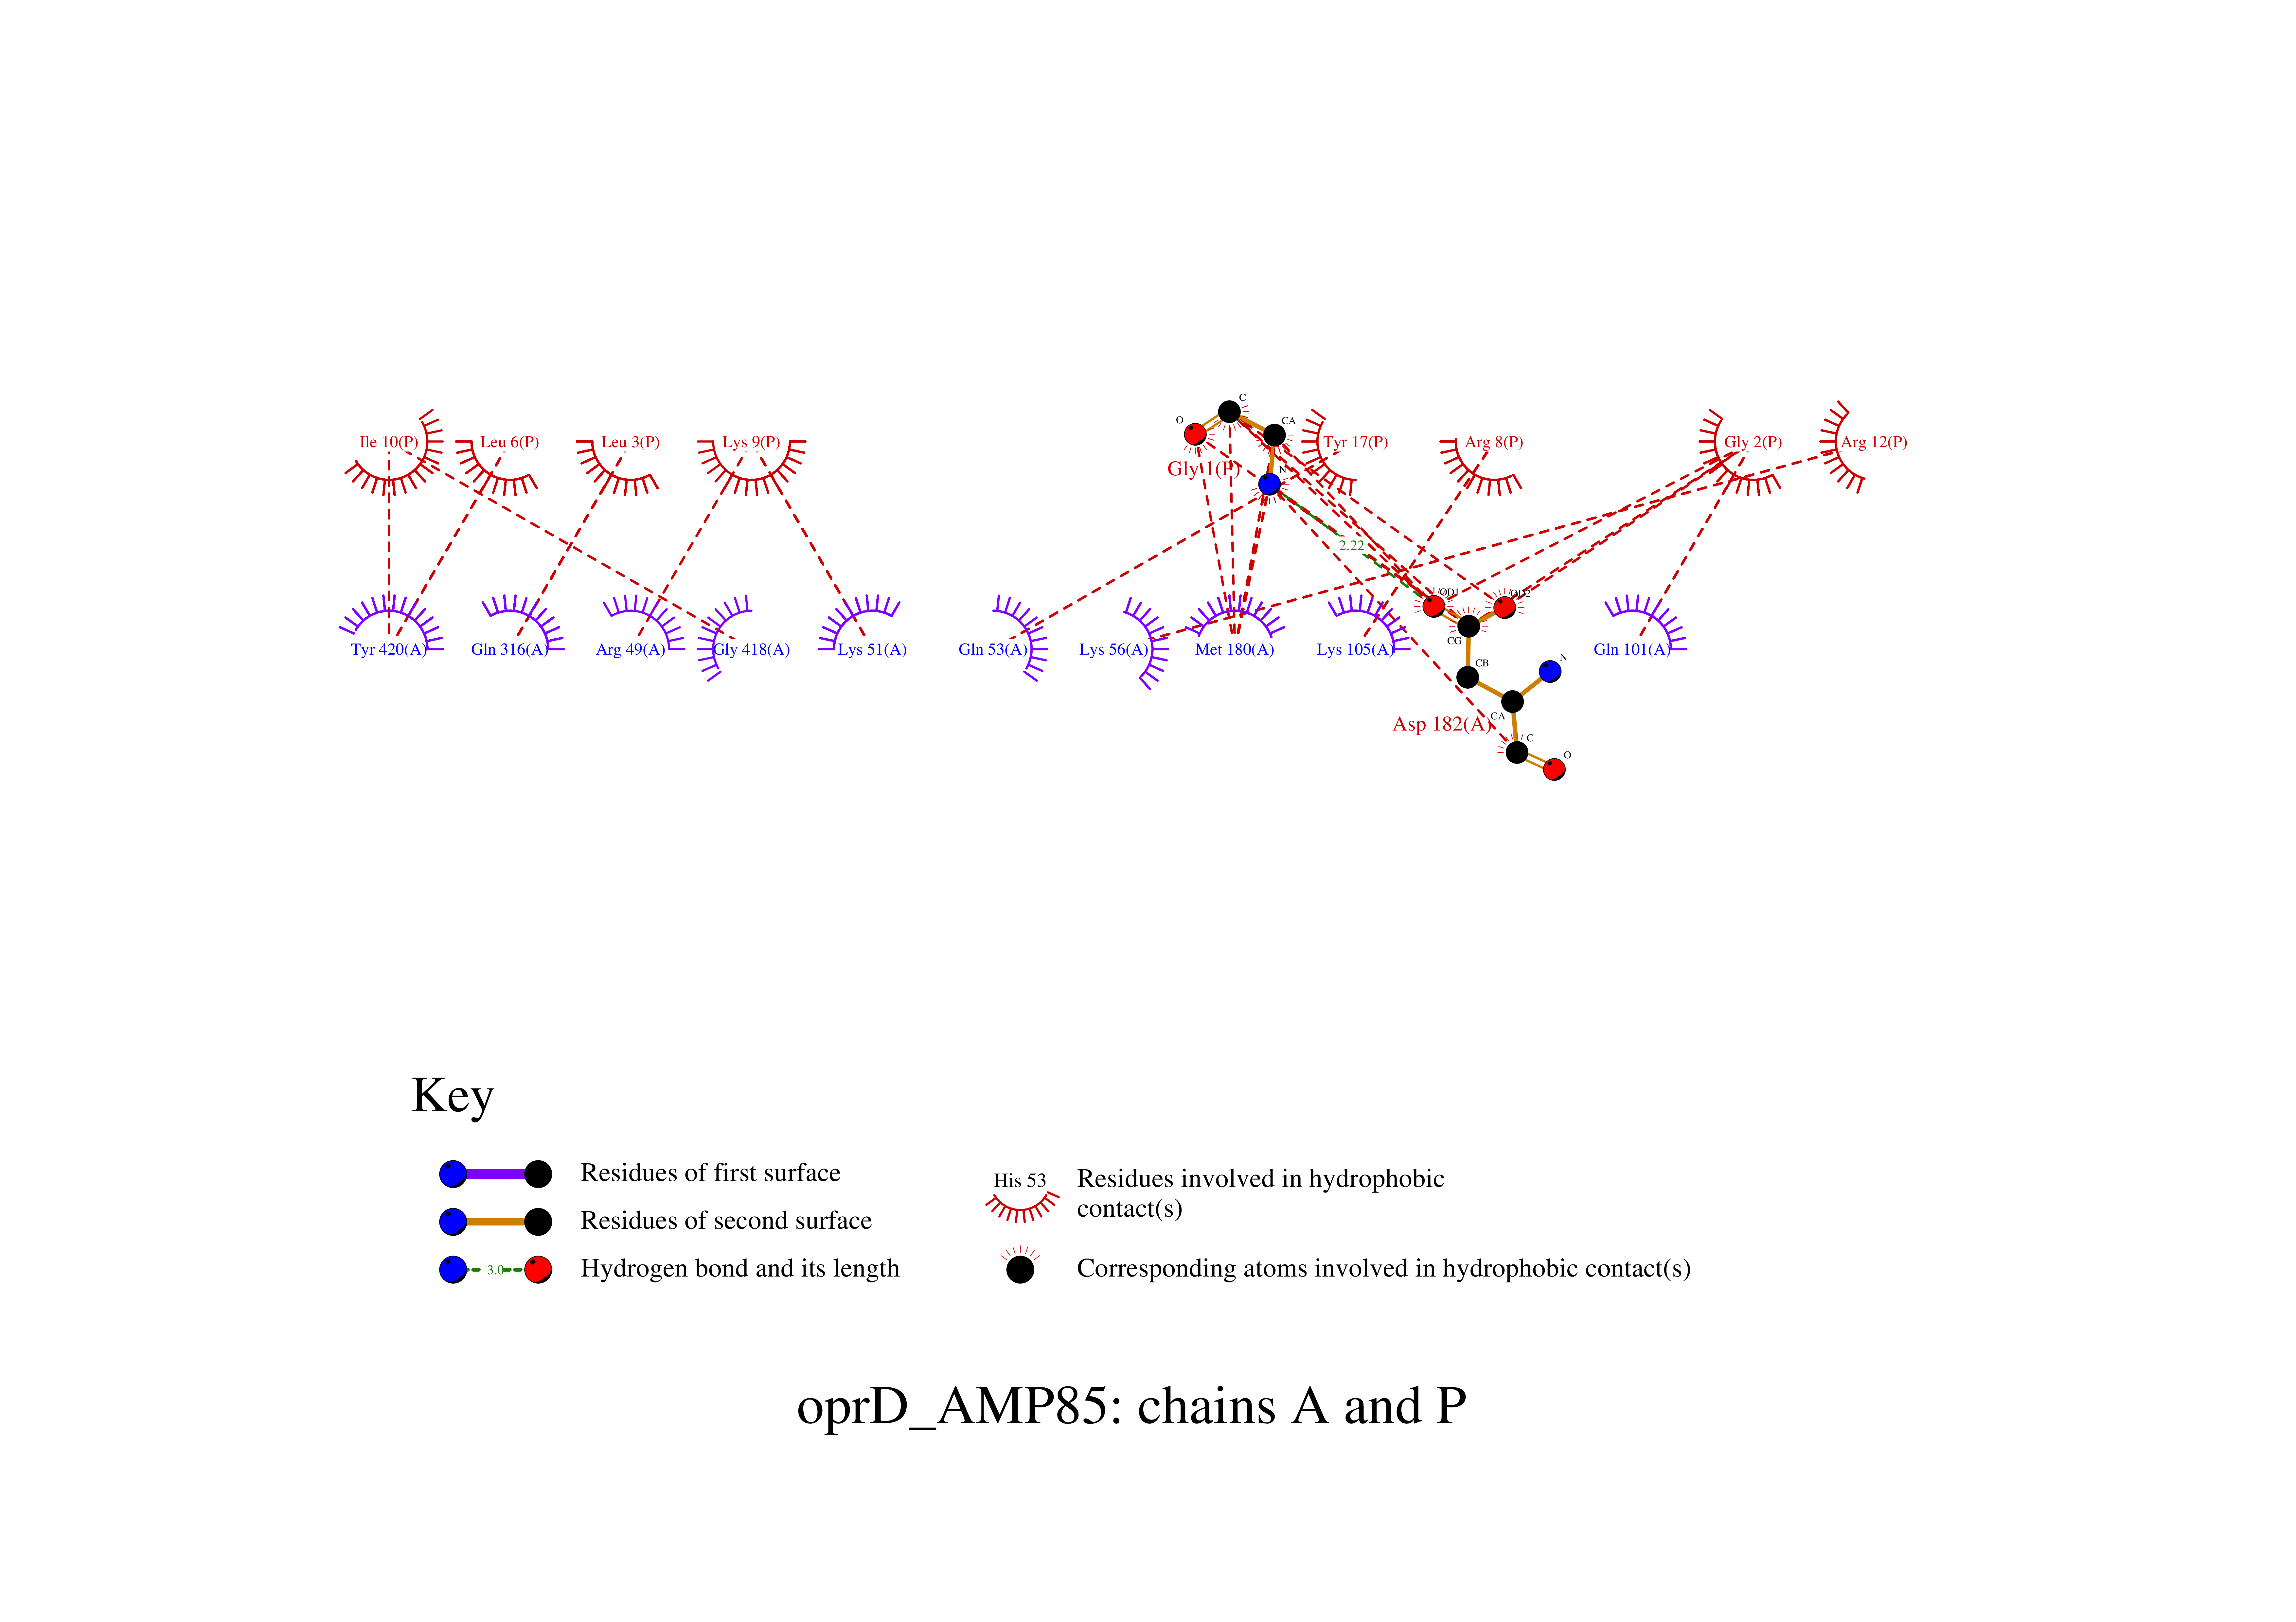 C
O
CA
Ile 10(P)
Leu 6(P)
Leu 3(P)
Lys 9(P)
Gly 1(P)
N
Tyr 17(P)
Arg 8(P)
Gly 2(P)
Arg 12(P)
2.22
OD1
OD2
CG
Tyr 420(A)
Gln 316(A)
Arg 49(A)
Gly 418(A)
Lys 51(A)
Gln 53(A)
Lys 56(A)
Met 180(A)
Lys 105(A)
Gln 101(A)
CB
N
CA
Asp 182(A)
C
O
Key
Residues of first surface
Residues of second surface
3.0
Hydrogen bond and its length
His 53
Residues involved in hydrophobic
contact(s)
Corresponding atoms involved in hydrophobic contact(s)
oprD_AMP85: chains A and P